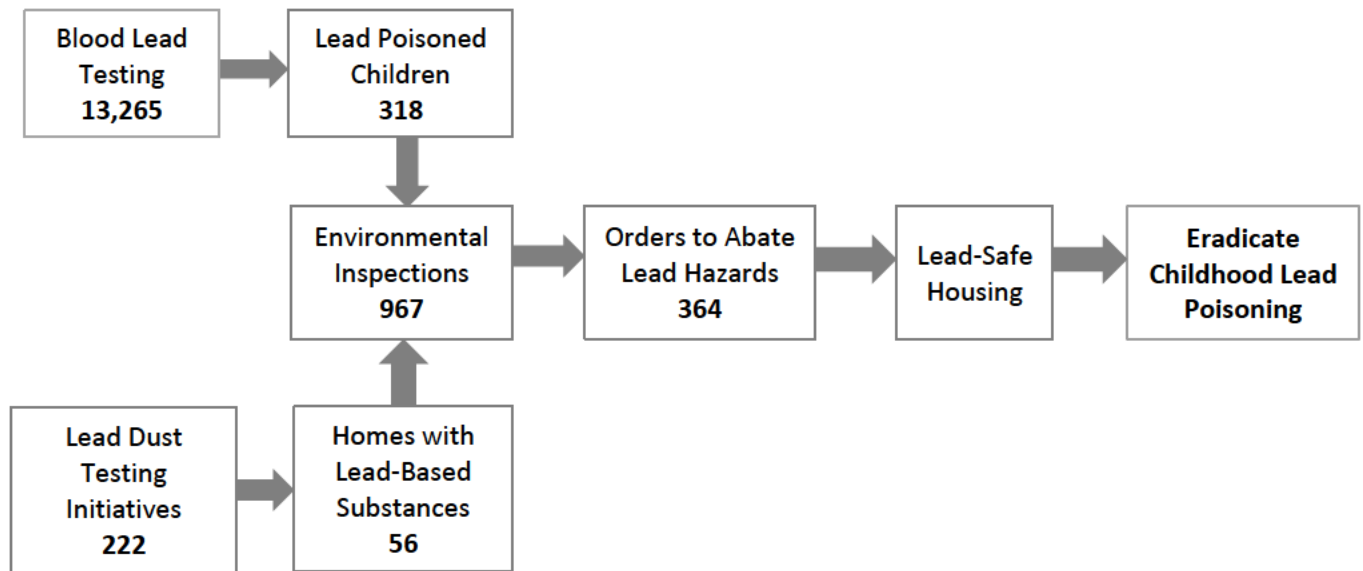 Blood Lead
Testing
13,265
Lead Poisoned
Children
318
Environmental
Inspections
967
Orders to Abate
Lead Hazards
364
Lead-Safe
Housing
Eradicate
Childhood Lead
Poisoning
Lead Dust
Testing
Initiatives
222
Homes with
Lead-Based
Substances
56